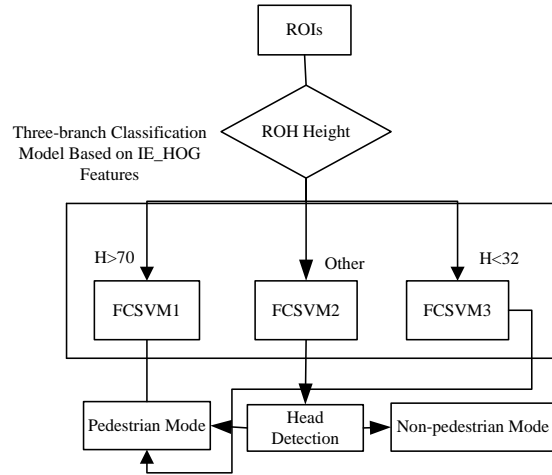 ROIs
ROH Height
Three-branch Classification
Model Based on IE_HOG
Features
H>70
Other
H<32
FCSVM1
FCSVM2
FCSVM3
Pedestrian Mode
Head
Detection
Non-pedestrian Mode